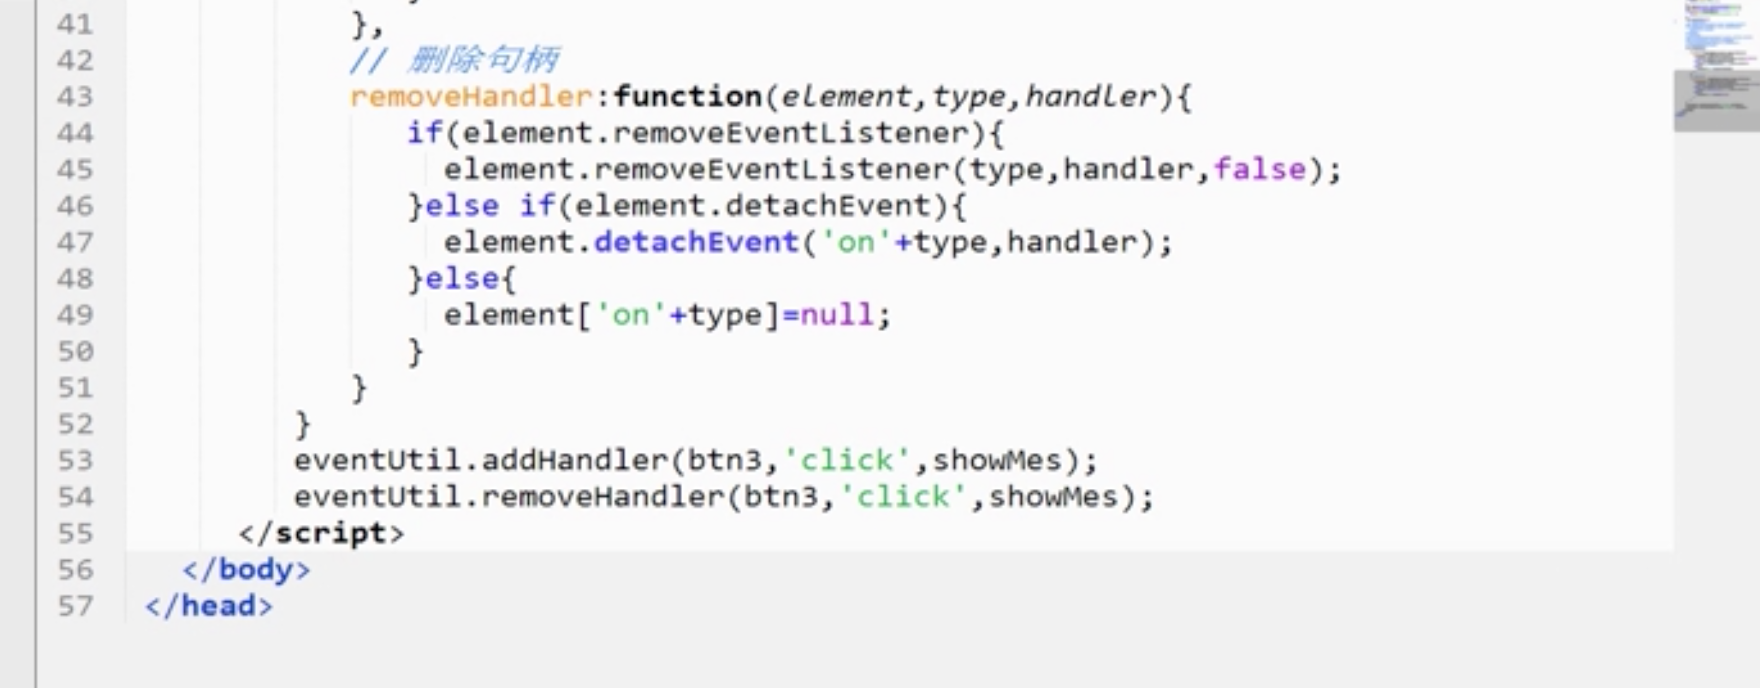 41 },
42 // 删除句柄
43 removeHandler:function(element,type,handler){
44 if(element.removeEventListener){
45 element.removeEventListener(type,handler,false);
46 }else if(element.detachEvent){
47 element.detachEvent('on'+type,handler);
48 }else{
49 element['on'+type]=null;
50 }
51 }
52 }
53 eventUtil.addHandler(btn3,'click',showMes);
54 eventUtil.removeHandler(btn3,'click',showMes);
55 </script>
56 </body>
57 </head>